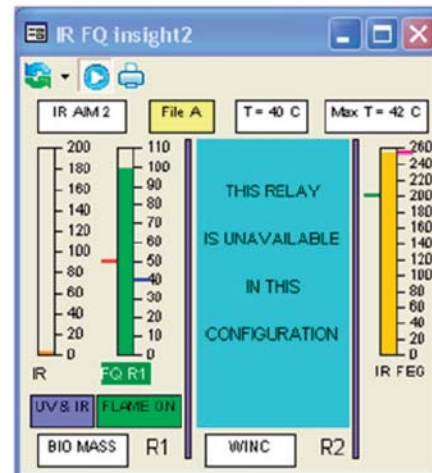 IR FQ insight2
IR AIM 2 File A T= 40 C Max T= 42 C
200 110 260
180 100 240
160 90 220
140 80 200
120 70 180
100 60 160
80 50 140
60 40 120
40 30 100
20 20 80
0 10 60
0 40
20
0
THIS RELAY
IS UNAVAILABLE
IN THIS
CONFIGURATION
IR FQ R1 IR FEG
UV & IR FLAME ON
BIO MASS R1 WINC R2